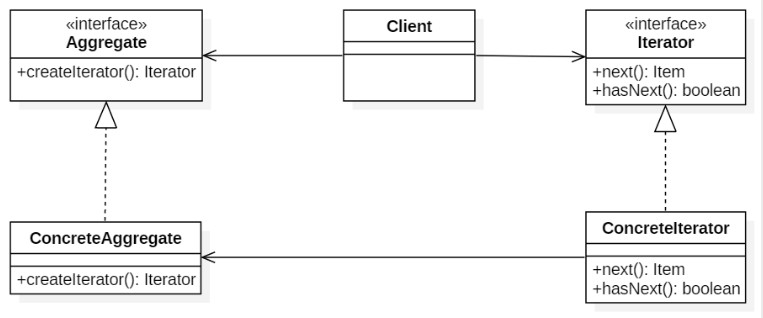 «interface»
Aggregate
+createIterator(): Iterator
Client
«interface»
Iterator
+next(): Item
+hasNext(): boolean
ConcreteAggregate
+createIterator(): Iterator
ConcreteIterator
+next(): Item
+hasNext(): boolean